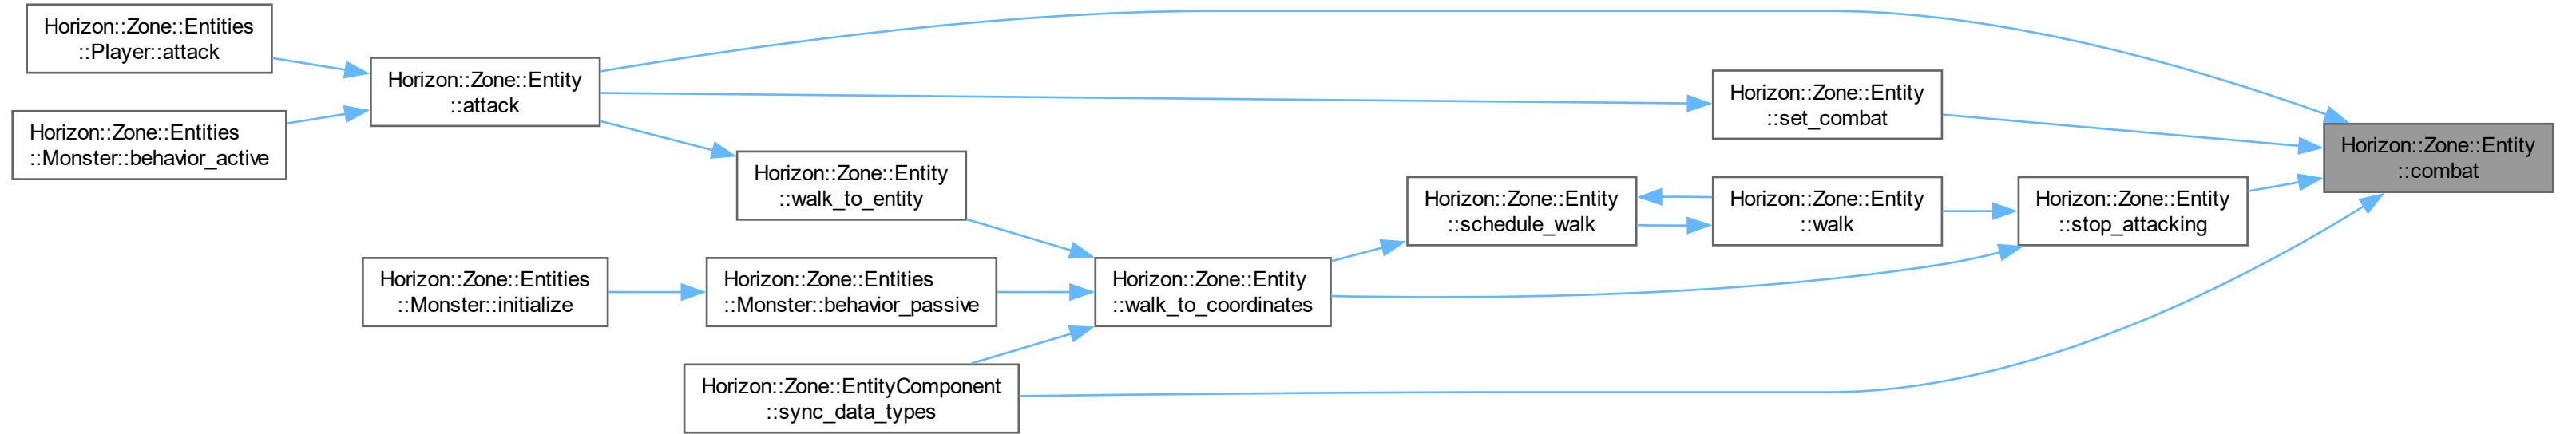 Horizon::Zone::Entities
::Player::attack
Horizon::Zone::Entities
::Monster::behavior_active
Horizon::Zone::Entity
::attack
Horizon::Zone::Entity
::walk_to_entity
Horizon::Zone::Entities
::Monster::initialize
Horizon::Zone::Entities
::Monster::behavior_passive
Horizon::Zone::EntityComponent
::sync_data_types
Horizon::Zone::Entity
::walk_to_coordinates
Horizon::Zone::Entity
::schedule_walk
Horizon::Zone::Entity
::set_combat
Horizon::Zone::Entity
::walk
Horizon::Zone::Entity
::stop_attacking
Horizon::Zone::Entity
::combat